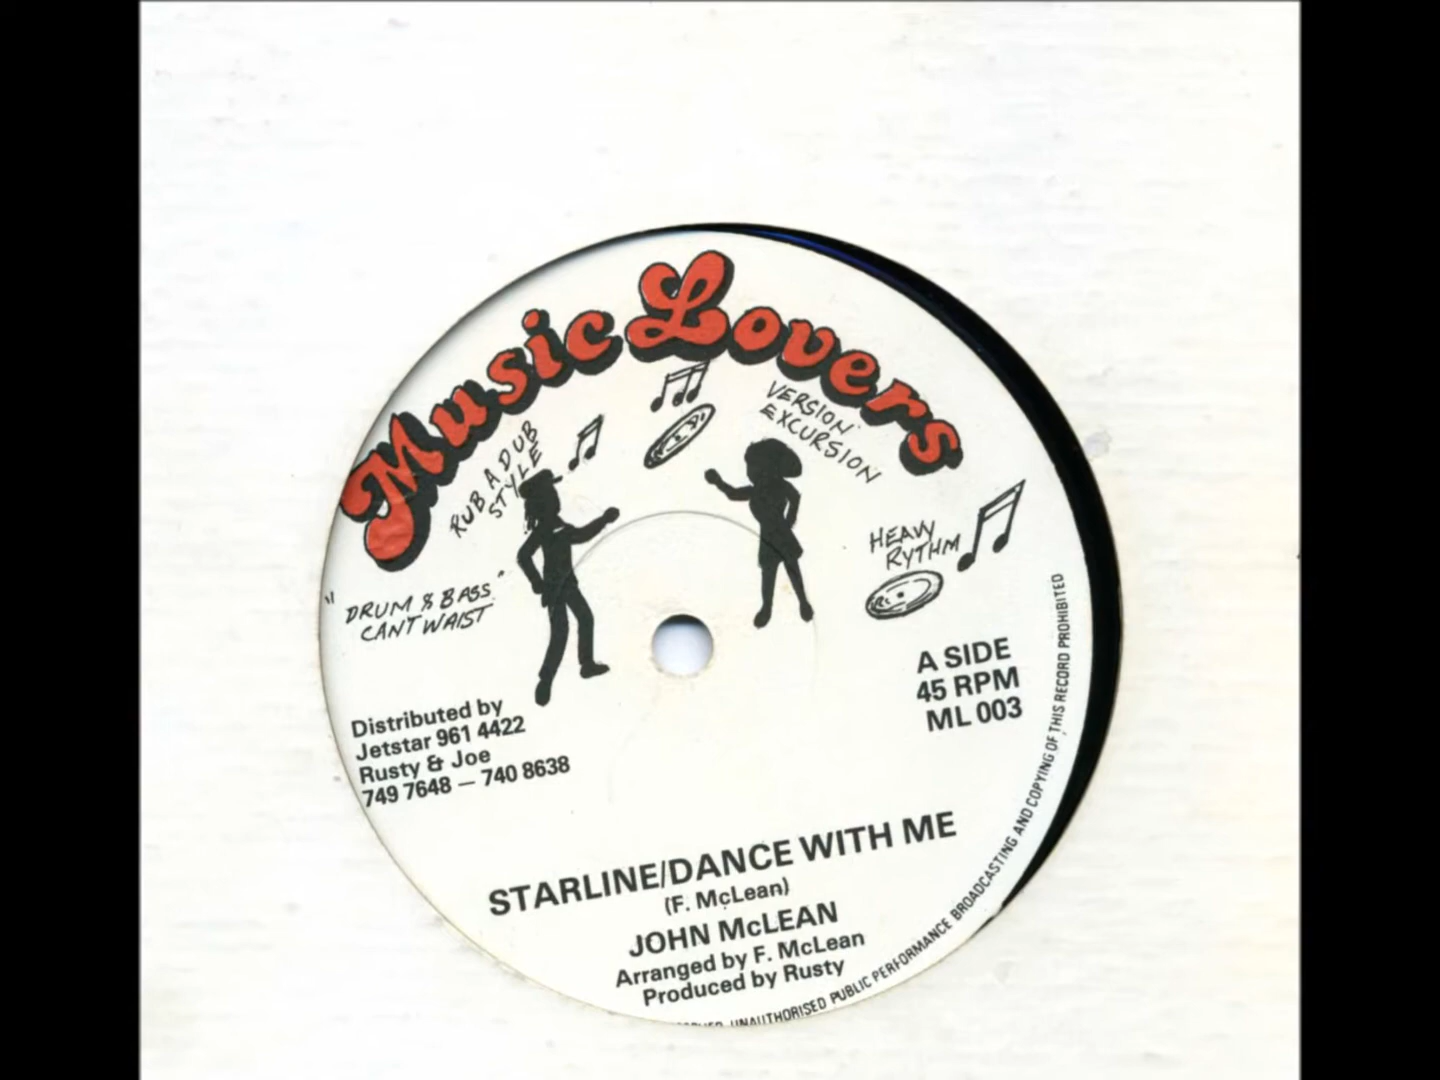 Music Lovers
RUB A DUB
STYLE
VERSION
EXCURSION
HEAVY
RYTHM
"DRUM & BASS"
CANT WAIST
A SIDE
45 RPM
ML 003
Distributed by
Jetstar 961 4422
Rusty & Joe
749 7648 — 740 8638
STARLINE/DANCE WITH ME
(F. McLean)
JOHN McLEAN
Arranged by F. McLean
Produced by Rusty
UNAUTHORISED PUBLIC PERFORMANCE BROADCASTING AND COPYING OF THIS RECORD PROHIBITED